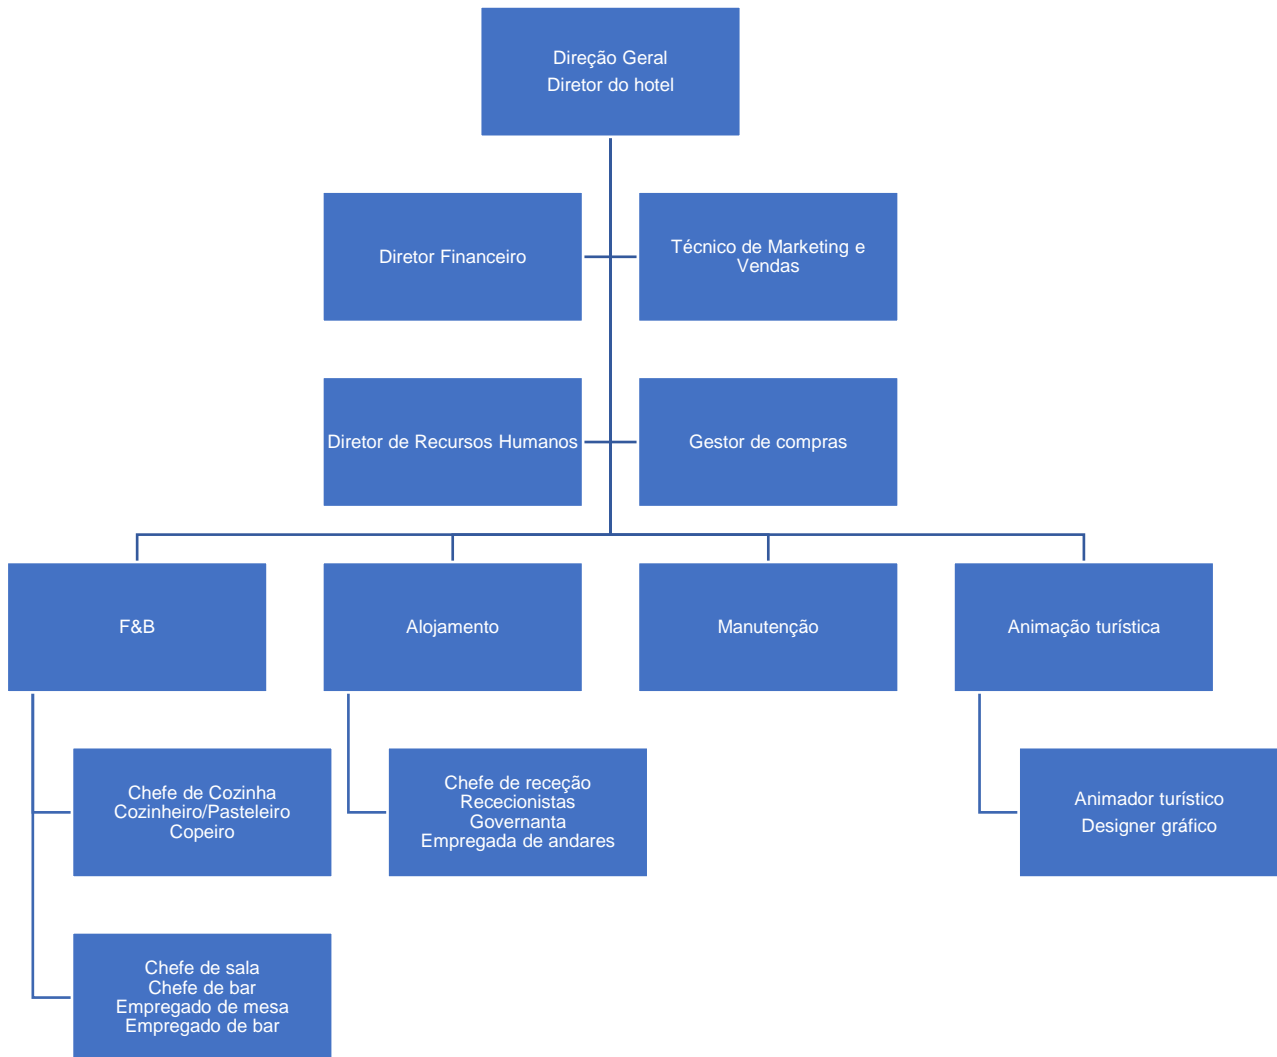 Direção Geral
Diretor do hotel
Diretor Financeiro
Técnico de Marketing e
Vendas
Diretor de Recursos Humanos
Gestor de compras
F&B
Alojamento
Manutenção
Animação turística
Chefe de Cozinha
Cozinheiro/Pasteleiro
Copeiro
Chefe de receção
Rececionistas
Governanta
Empregada de andares
Animador turístico
Designer gráfico
Chefe de sala
Chefe de bar
Empregado de mesa
Empregado de bar